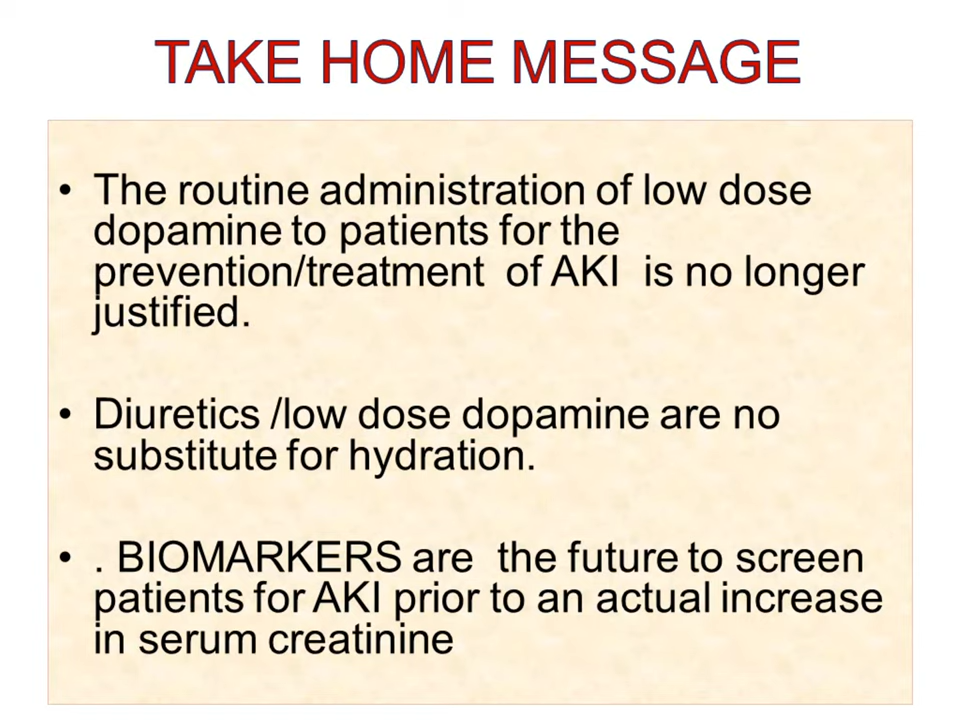 TAKE HOME MESSAGE
• The routine administration of low dose
dopamine to patients for the
prevention/treatment of AKI is no longer
justified.
• Diuretics /low dose dopamine are no
substitute for hydration.
• . BIOMARKERS are the future to screen
patients for AKI prior to an actual increase
in serum creatinine